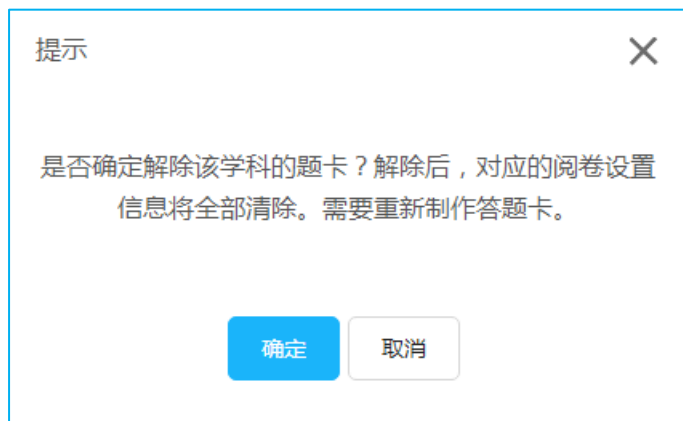 提示
是否确定解除该学科的题卡？解除后，对应的阅卷设置
信息将全部清除。需要重新制作答题卡。
确定
取消